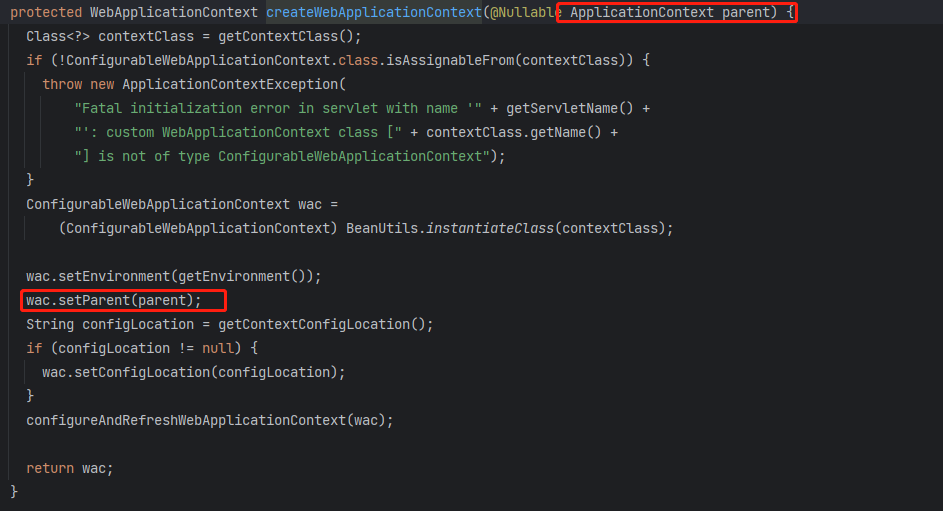 protected WebApplicationContext createWebApplicationContext(@Nullable ApplicationContext parent) {
Class<?> contextClass = getContextClass();
if (!ConfigurableWebApplicationContext.class.isAssignableFrom(contextClass)) {
throw new ApplicationContextException(
"Fatal initialization error in servlet with name '" + getServletName() +
"': custom WebApplicationContext class [" + contextClass.getName() +
"] is not of type ConfigurableWebApplicationContext");
}
ConfigurableWebApplicationContext wac =
(ConfigurableWebApplicationContext) BeanUtils.instantiateClass(contextClass);
wac.setEnvironment(getEnvironment());
wac.setParent(parent);
String configLocation = getContextConfigLocation();
if (configLocation != null) {
wac.setConfigLocation(configLocation);
}
configureAndRefreshWebApplicationContext(wac);
return wac;
}